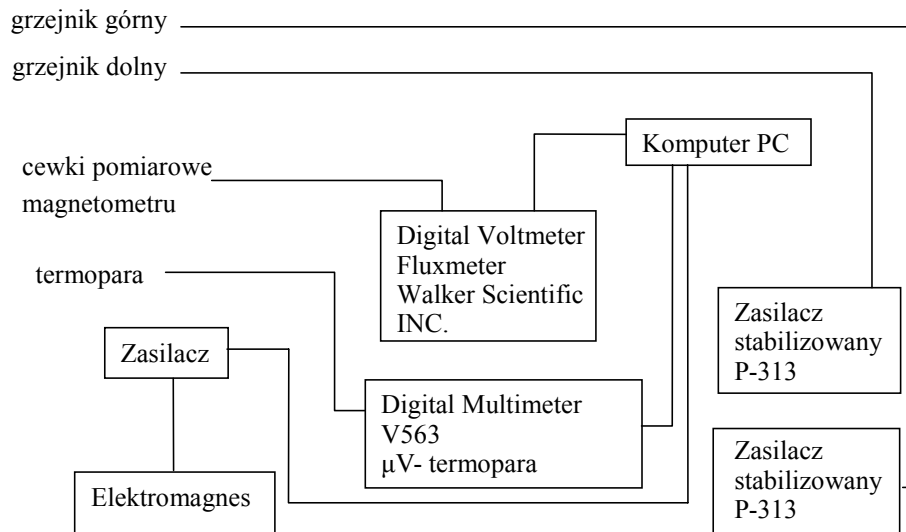 grzejnik górny
grzejnik dolny
Komputer PC
cewki pomiarowe
magnetometru
Digital Voltmeter
Fluxmeter
Walker Scientific
INC.
termopara
Zasilacz
stabilizowany
P-313
Zasilacz
Digital Multimeter
V563
µV- termopara
Zasilacz
stabilizowany
P-313
Elektromagnes